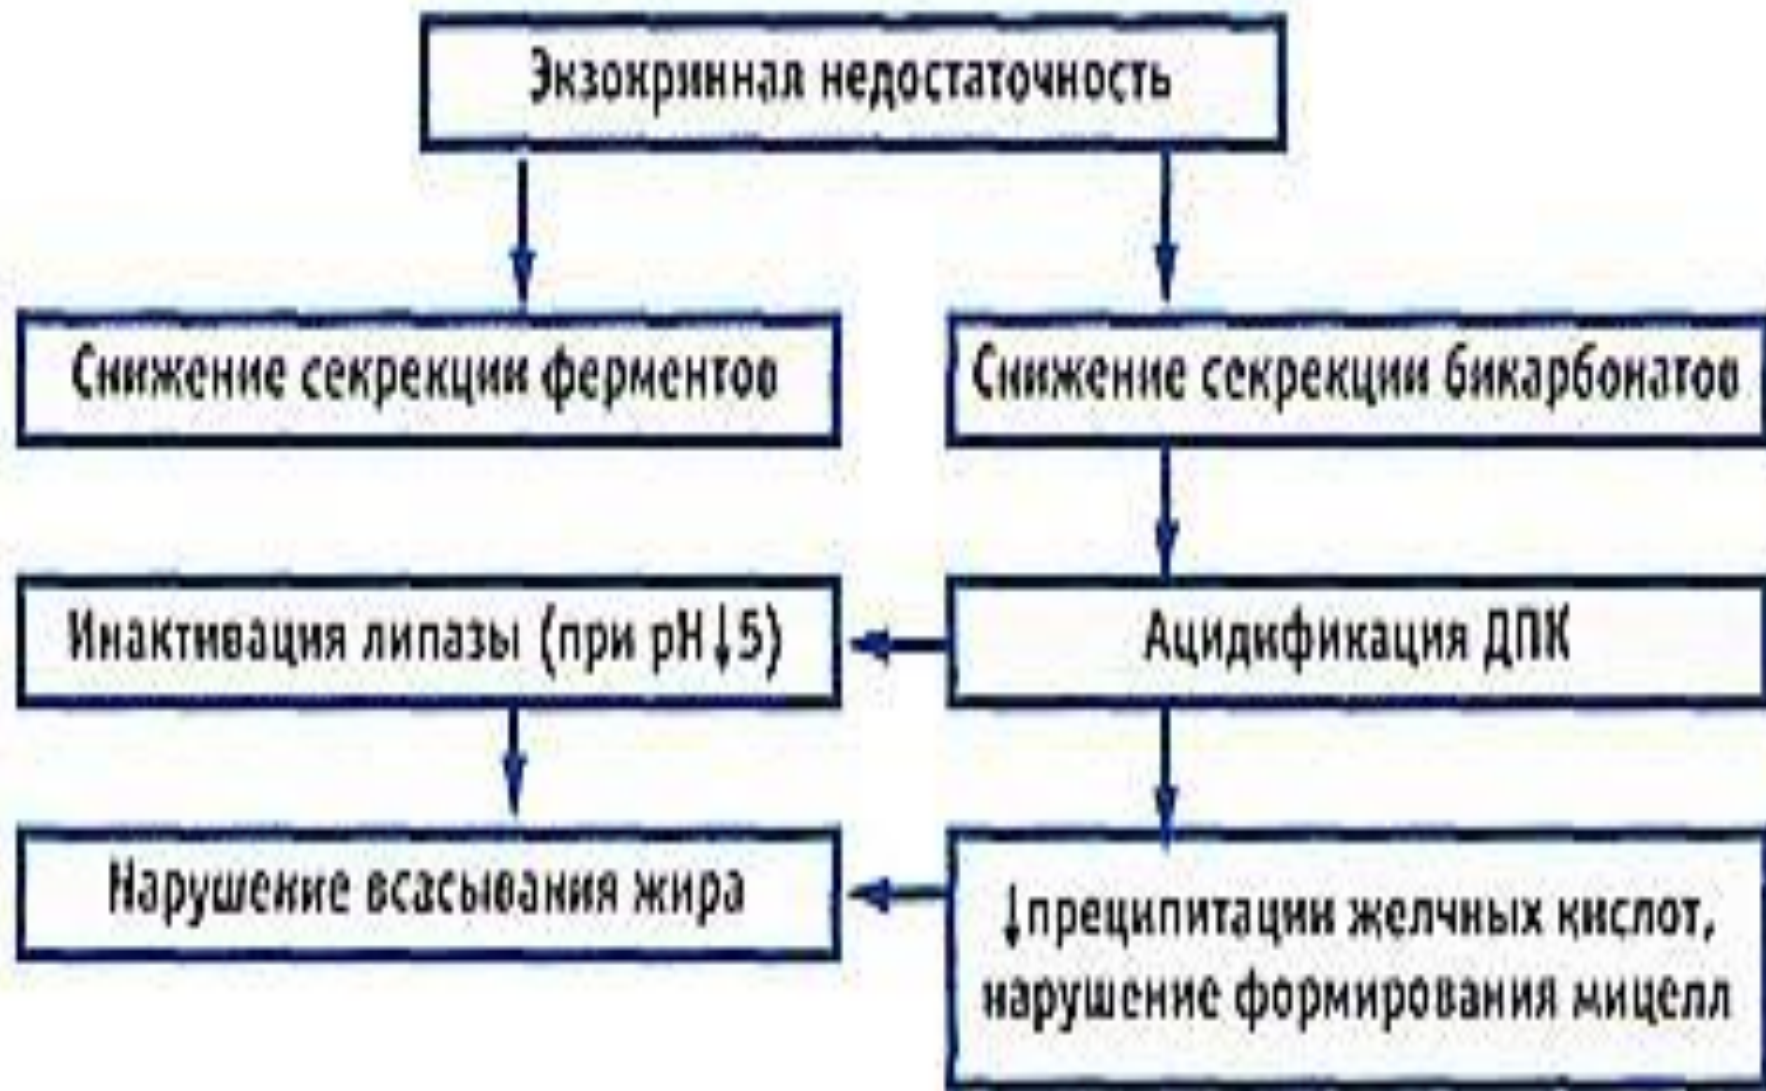 Экзокринная недостаточность
Снижение секреции ферментов
Снижение секреции бикарбонатов
Инактивация липазы (при pH↓5)
Ацидификация ДПК
Нарушение всасывания жира
↓преципитации желчных кислот,
нарушение формирования мицелл